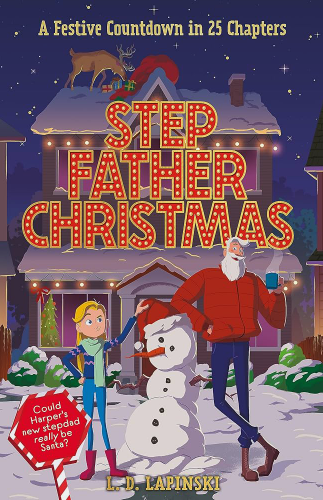 A Festive Countdown in 25 Chapters
STEP
FATHER
CHRISTMAS
Could
Harper's
new stepdad
really be
Santa?
L. D. LAPINSKI